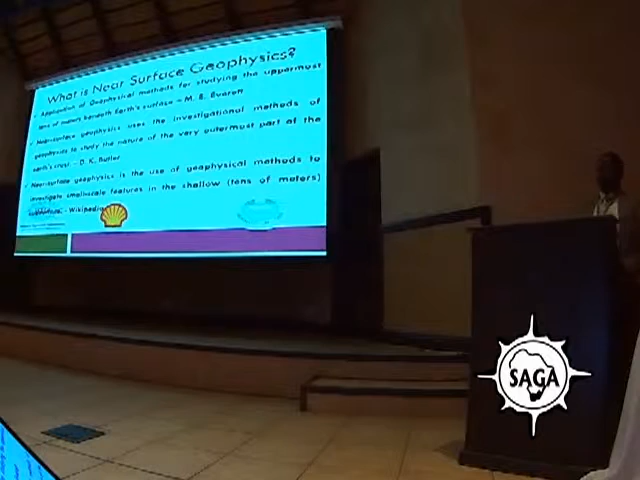 What is Near Surface Geophysics?
Application of Geophysical methods for studying the uppermost
tens of meters beneath Earth's surface – M. E. Everett
Near-surface geophysics uses the investigational methods of
geophysics to study the nature of the very outermost part of the
earth's crust. – D. K. Butler
Near-surface geophysics is the use of geophysical methods to
investigate small-scale features in the shallow (tens of meters)
subsurface. - Wikipedia
SAGA